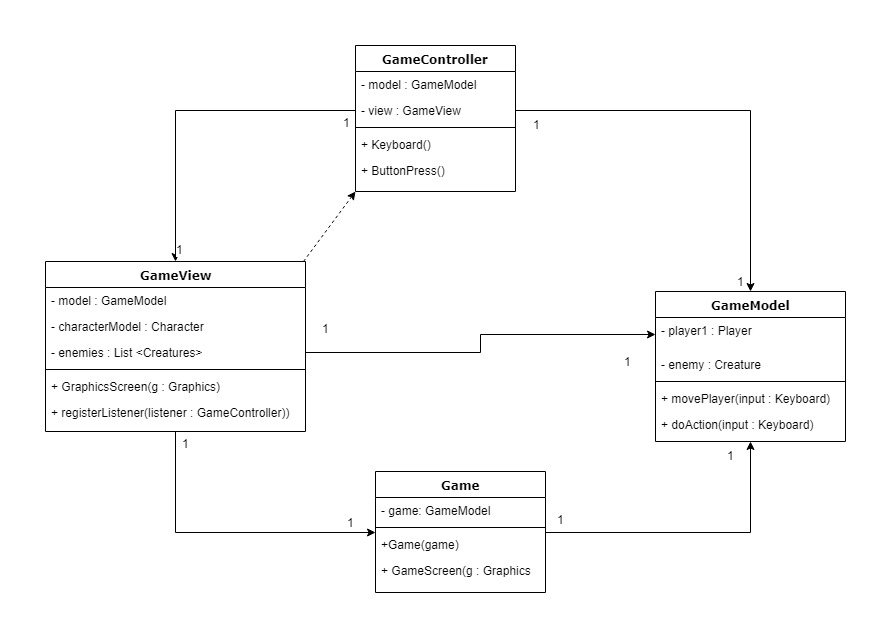 GameController
- model : GameModel
- view : GameView
+ Keyboard()
+ ButtonPress()
1
1
1
1
GameView
- model : GameModel
- characterModel : Character
- enemies : List <Creatures>
+ GraphicsScreen(g : Graphics)
+ registerListener(listener : GameController))
1
1
GameModel
- player1 : Player
- enemy : Creature
+ movePlayer(input : Keyboard)
+ doAction(input : Keyboard)
1
1
1
1
Game
- game: GameModel
+Game(game)
+ GameScreen(g : Graphics